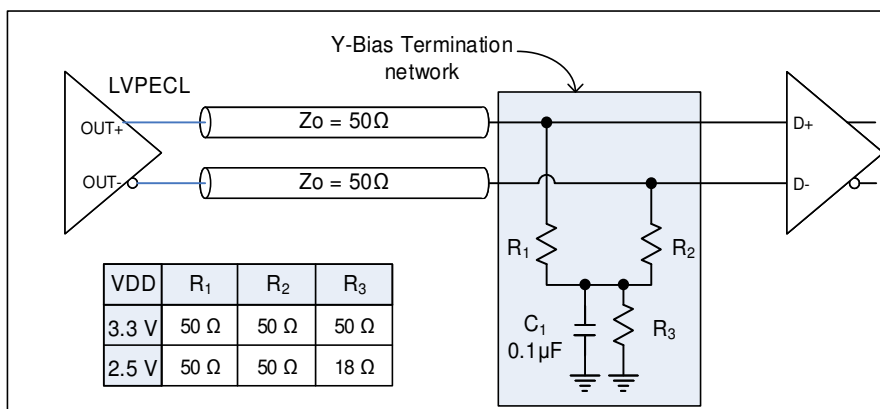 Y-Bias Termination
network
LVPECL
OUT+
Zo = 50Ω
D+
OUT-
Zo = 50Ω
D-
R1
R2
VDD R1 R2 R3
3.3 V 50 Ω 50 Ω 50 Ω
2.5 V 50 Ω 50 Ω 18 Ω
C1
0.1µF
R3